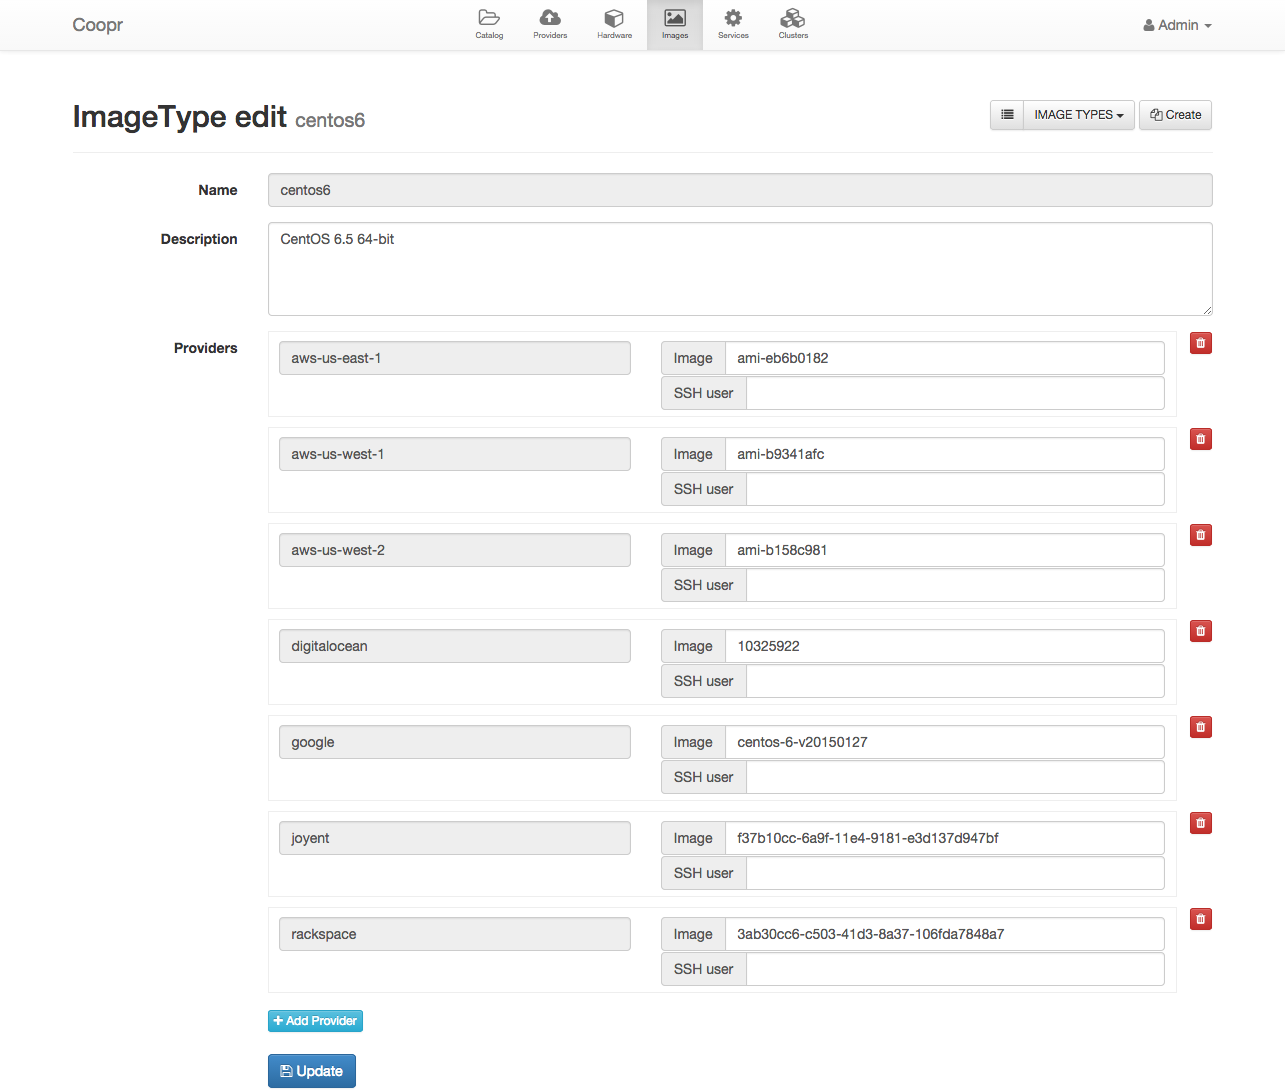 Coopr
Catalog
Providers
Hardware
Images
Services
Clusters
Admin
ImageType edit centos6
IMAGE TYPES
Create
Name
centos6
Description
CentOS 6.5 64-bit
Providers
aws-us-east-1
Image
ami-eb6b0182
SSH user
aws-us-west-1
Image
ami-b9341afc
SSH user
aws-us-west-2
Image
ami-b158c981
SSH user
digitalocean
Image
10325922
SSH user
google
Image
centos-6-v20150127
SSH user
joyent
Image
f37b10cc-6a9f-11e4-9181-e3d137d947bf
SSH user
rackspace
Image
3ab30cc6-c503-41d3-8a37-106fda7848a7
SSH user
Add Provider
Update